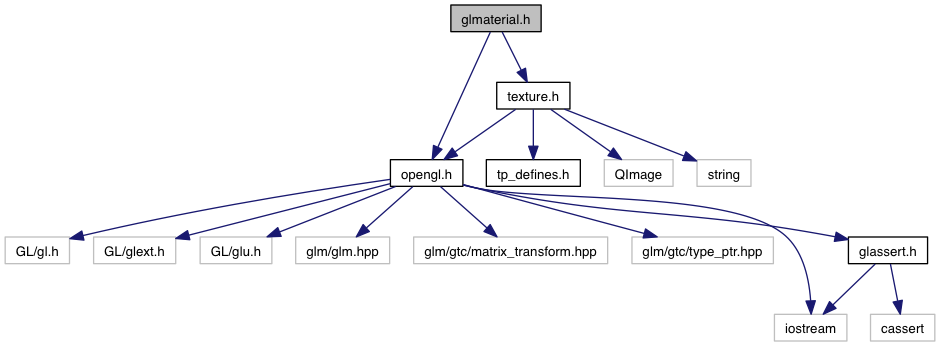 glmaterial.h
texture.h
opengl.h
tp_defines.h
QImage
string
GL/gl.h
GL/glext.h
GL/glu.h
glm/glm.hpp
glm/gtc/matrix_transform.hpp
glm/gtc/type_ptr.hpp
glassert.h
iostream
cassert